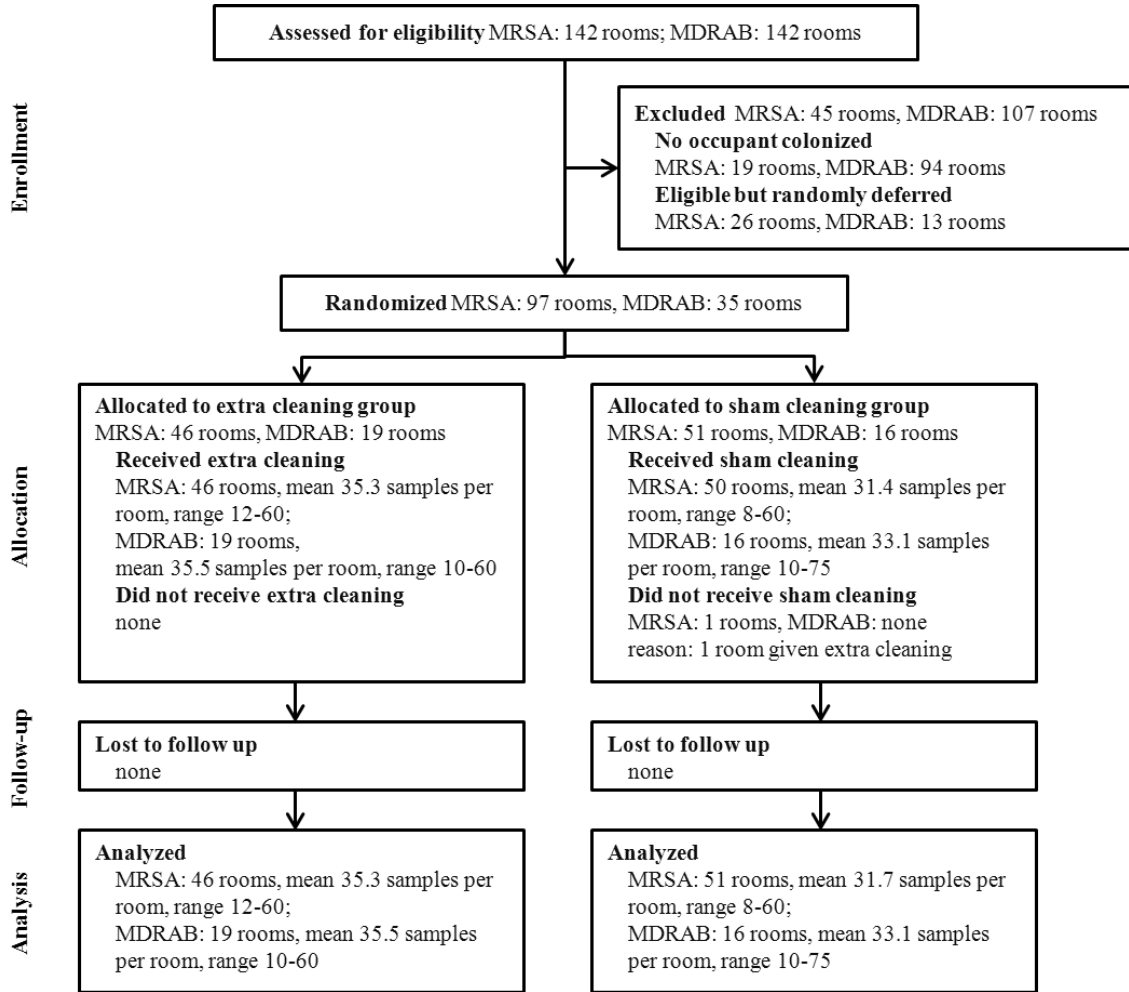 Assessed for eligibility MRSA: 142 rooms; MDRAB: 142 rooms
Enrollment
Excluded MRSA: 45 rooms, MDRAB: 107 rooms
No occupant colonized
MRSA: 19 rooms, MDRAB: 94 rooms
Eligible but randomly deferred
MRSA: 26 rooms, MDRAB: 13 rooms
Randomized MRSA: 97 rooms, MDRAB: 35 rooms
Allocation
Allocated to extra cleaning group
MRSA: 46 rooms, MDRAB: 19 rooms
Received extra cleaning
MRSA: 46 rooms, mean 35.3 samples per
room, range 12-60;
MDRAB: 19 rooms,
mean 35.5 samples per room, range 10-60
Did not receive extra cleaning
none
Allocated to sham cleaning group
MRSA: 51 rooms, MDRAB: 16 rooms
Received sham cleaning
MRSA: 50 rooms, mean 31.4 samples per
room, range 8-60;
MDRAB: 16 rooms, mean 33.1 samples
per room, range 10-75
Did not receive sham cleaning
MRSA: 1 rooms, MDRAB: none
reason: 1 room given extra cleaning
Follow-up
Lost to follow up
none
Lost to follow up
none
Analysis
Analyzed
MRSA: 46 rooms, mean 35.3 samples per
room, range 12-60;
MDRAB: 19 rooms, mean 35.5 samples
per room, range 10-60
Analyzed
MRSA: 51 rooms, mean 31.7 samples per
room, range 8-60;
MDRAB: 16 rooms, mean 33.1 samples
per room, range 10-75